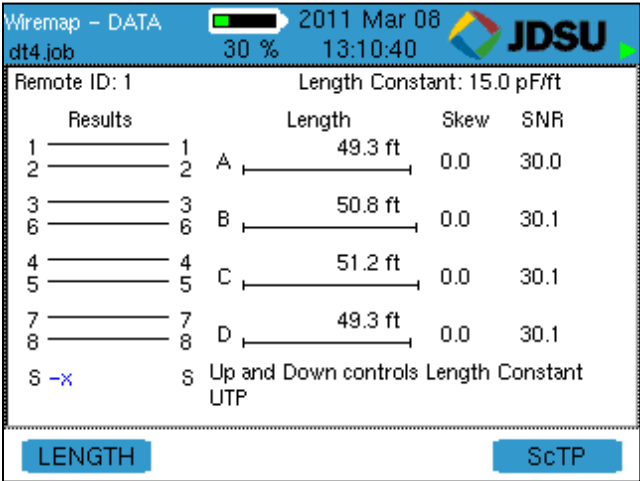 Wiremap – DATA 2011 Mar 08 JDSU
dt4.job 30 % 13:10:40
Remote ID: 1 Length Constant: 15.0 pF/ft
Results Length Skew SNR
1 1 49.3 ft
2 2 A 0.0 30.0
3 3 50.8 ft
6 6 B 0.0 30.1
4 4 51.2 ft
5 5 C 0.0 30.1
7 7 49.3 ft
8 8 D 0.0 30.1
S –x S Up and Down controls Length Constant
UTP
LENGTH ScTP